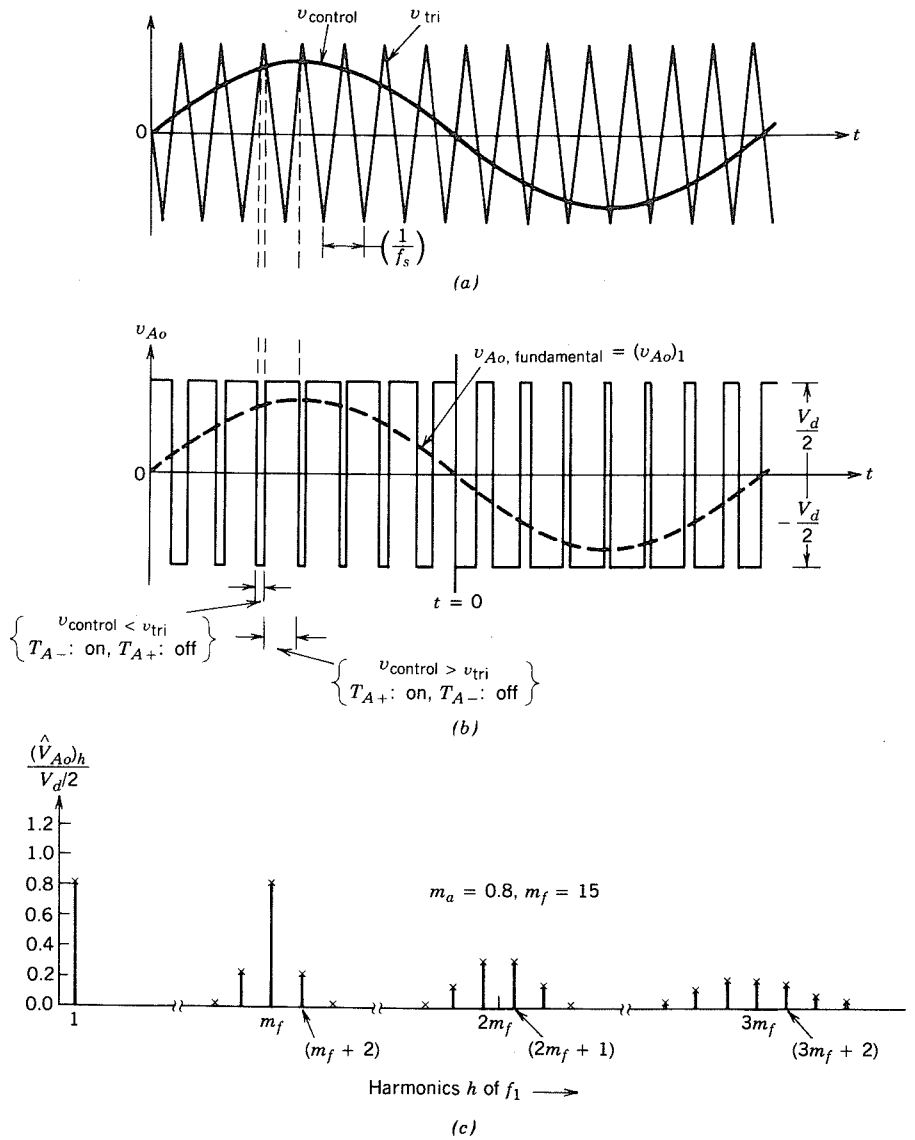 v_control v_tri
0
t
(1/f_s)
(a)
v_Ao
v_Ao, fundamental = (v_Ao)_1
V_d/2
0
t
-V_d/2
t = 0
{v_control < v_tri
T_A-: on, T_A+: off}
{v_control > v_tri
T_A+: on, T_A-: off}
(b)
(V̂_Ao)_h
V_d/2
1.2
1.0
0.8
m_a = 0.8, m_f = 15
0.6
0.4
0.2
0.0
1 m_f 2m_f 3m_f
(m_f + 2) (2m_f + 1) (3m_f + 2)
Harmonics h of f_1 →
(c)